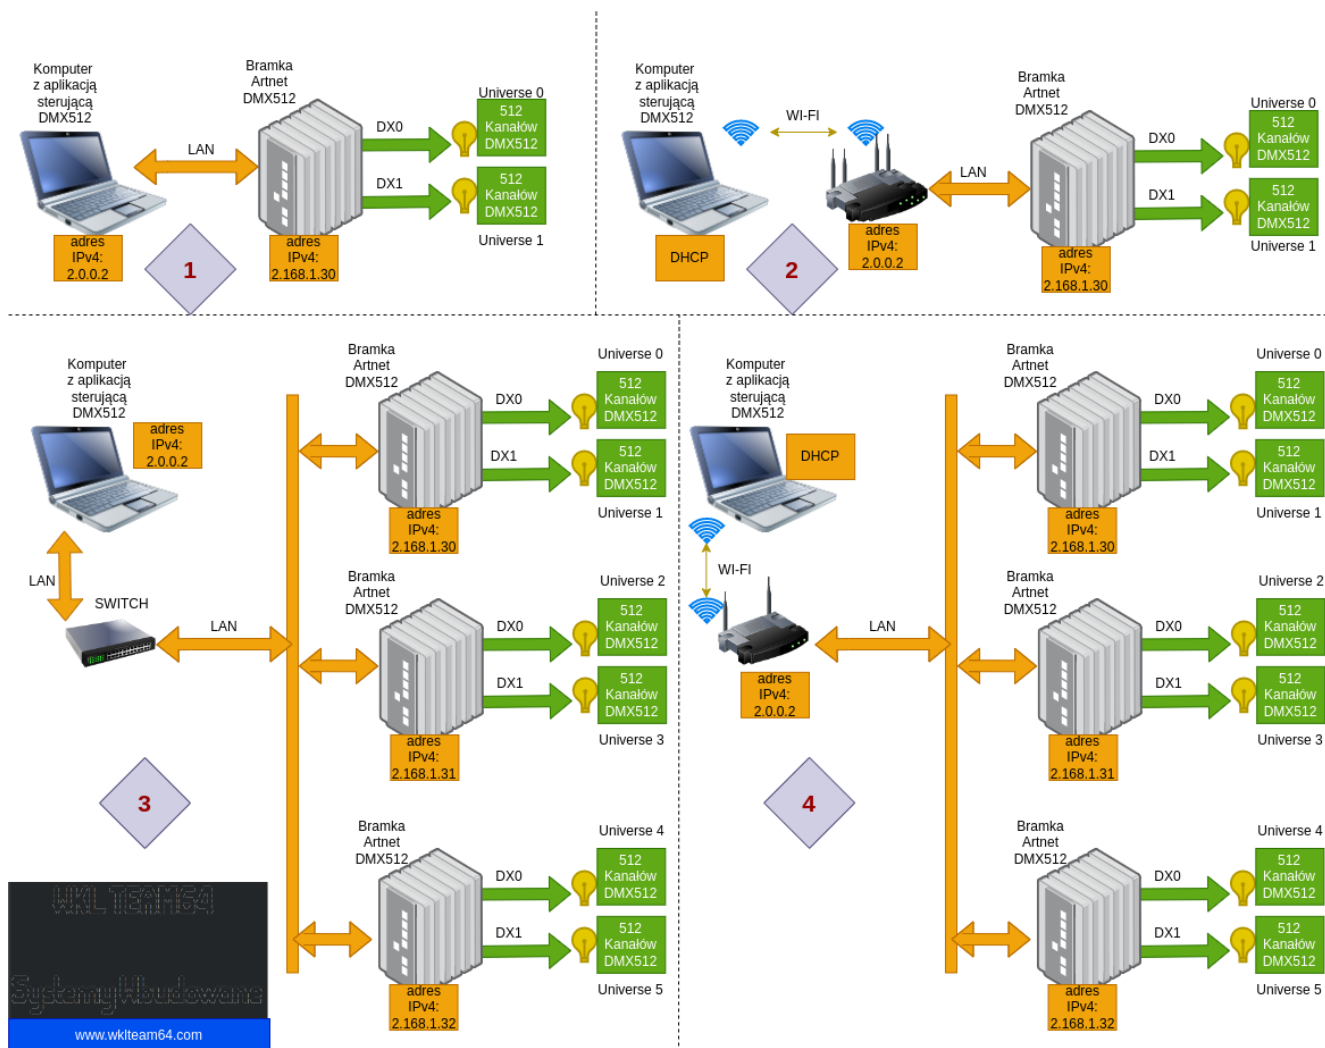 Komputer
z aplikacją
sterującą
DMX512
Bramka
Artnet
DMX512
LAN
DX0
DX1
Universe 0
512
Kanałów
DMX512
512
Kanałów
DMX512
Universe 1
adres
IPv4:
2.0.0.2
1
adres
IPv4:
2.168.1.30
Komputer
z aplikacją
sterującą
DMX512
WI-FI
Bramka
Artnet
DMX512
LAN
DX0
DX1
Universe 0
512
Kanałów
DMX512
512
Kanałów
DMX512
Universe 1
DHCP
2
adres
IPv4:
2.0.0.2
adres
IPv4:
2.168.1.30
Komputer
z aplikacją
sterującą
DMX512
adres
IPv4:
2.0.0.2
LAN
SWITCH
LAN
Bramka
Artnet
DMX512
DX0
DX1
Universe 0
512
Kanałów
DMX512
512
Kanałów
DMX512
Universe 1
adres
IPv4:
2.168.1.30
Bramka
Artnet
DMX512
DX0
DX1
Universe 2
512
Kanałów
DMX512
512
Kanałów
DMX512
Universe 3
adres
IPv4:
2.168.1.31
3
Bramka
Artnet
DMX512
DX0
DX1
Universe 4
512
Kanałów
DMX512
512
Kanałów
DMX512
Universe 5
adres
IPv4:
2.168.1.32
WKL TEAM64
Systemy Wbudowane
www.wklteam64.com
Komputer
z aplikacją
sterującą
DMX512
DHCP
WI-FI
LAN
adres
IPv4:
2.0.0.2
Bramka
Artnet
DMX512
DX0
DX1
Universe 0
512
Kanałów
DMX512
512
Kanałów
DMX512
Universe 1
adres
IPv4:
2.168.1.30
Bramka
Artnet
DMX512
DX0
DX1
Universe 2
512
Kanałów
DMX512
512
Kanałów
DMX512
Universe 3
adres
IPv4:
2.168.1.31
4
Bramka
Artnet
DMX512
DX0
DX1
Universe 4
512
Kanałów
DMX512
512
Kanałów
DMX512
Universe 5
adres
IPv4:
2.168.1.32